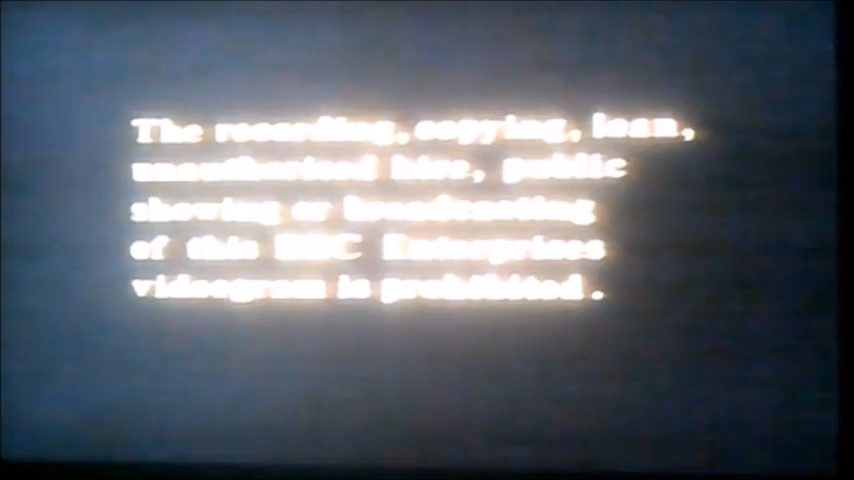 The recording, copying, loan,
unauthorised hire, public
showing or broadcasting
of this BBC Enterprises
videogram is prohibited.